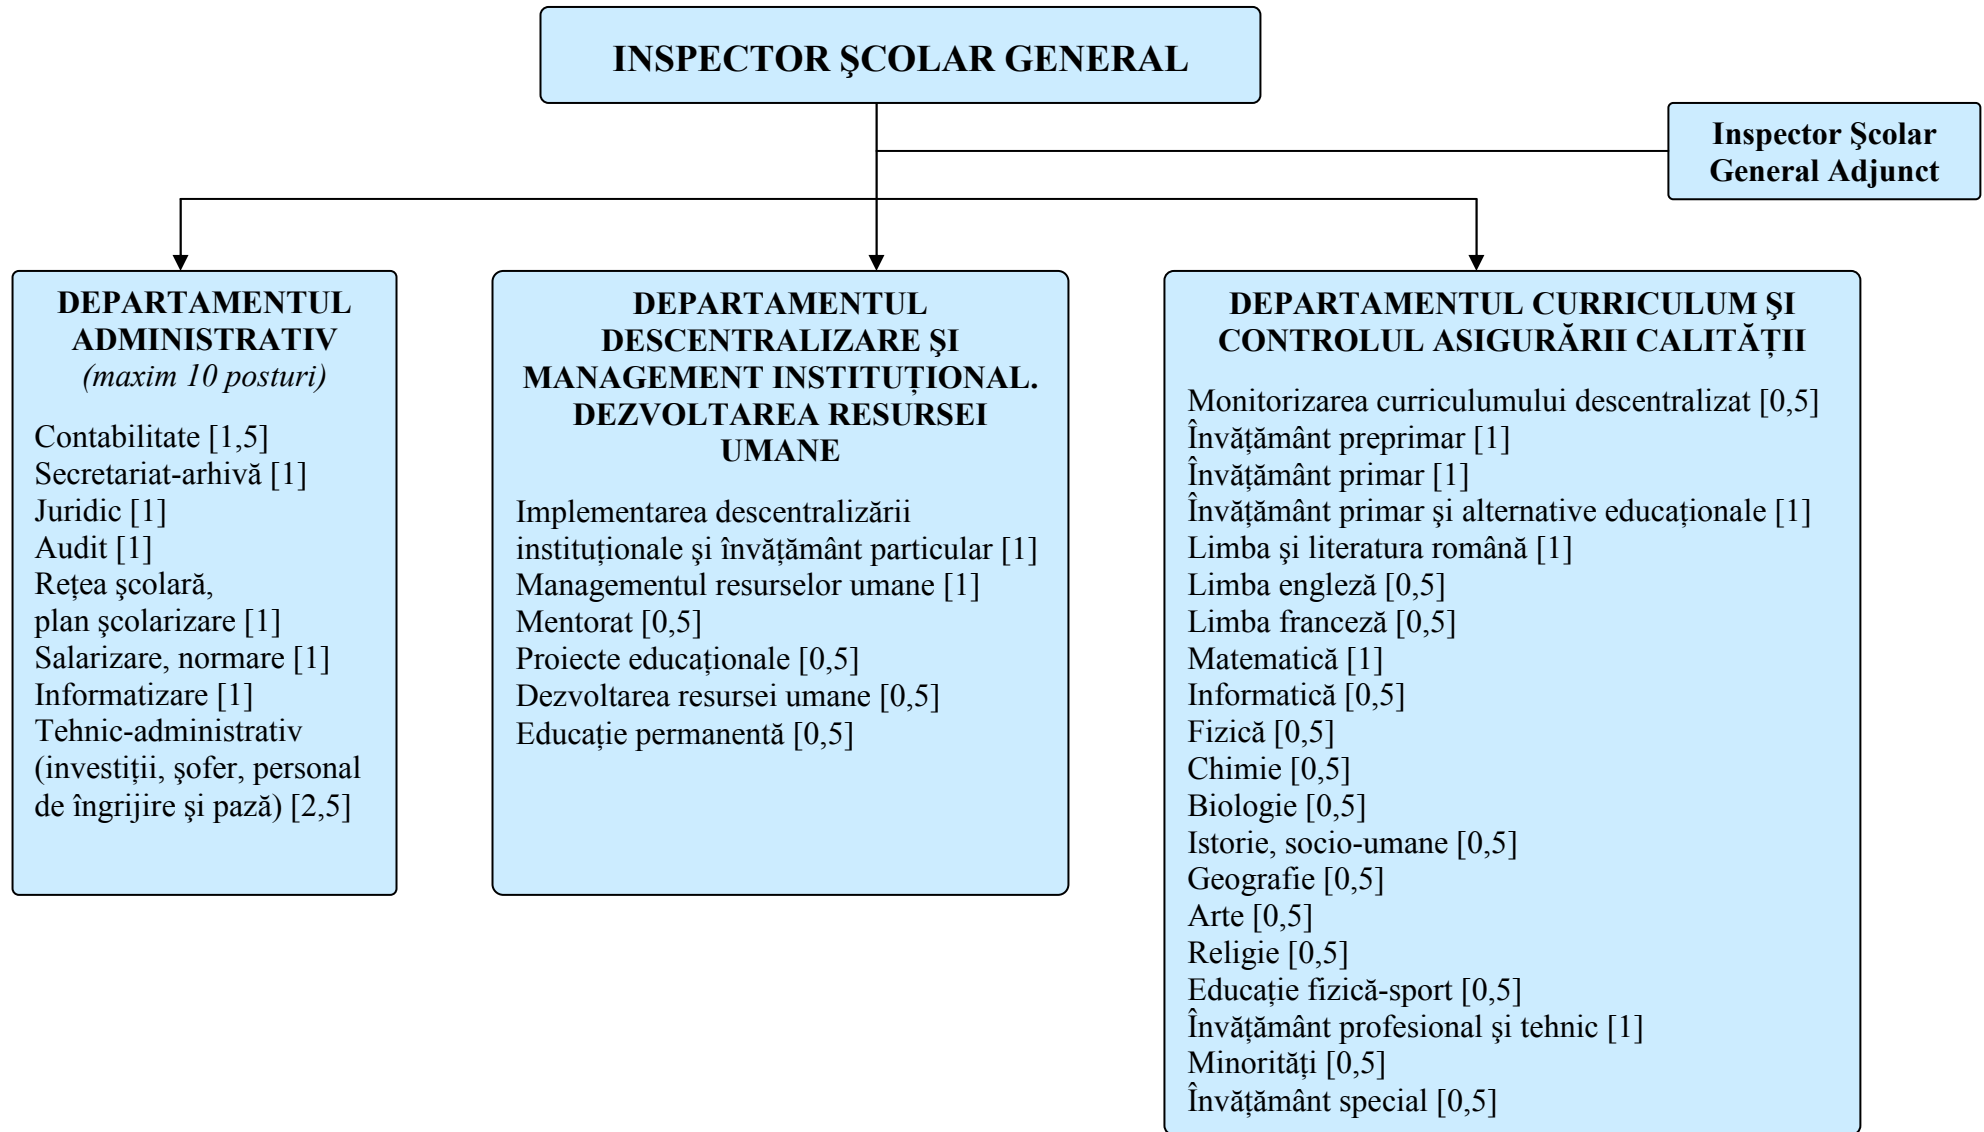 INSPECTOR ŞCOLAR GENERAL
Inspector Şcolar
General Adjunct
DEPARTAMENTUL
ADMINISTRATIV
(maxim 10 posturi)
Contabilitate [1,5]
Secretariat-arhivă [1]
Juridic [1]
Audit [1]
Rețea şcolară,
plan şcolarizare [1]
Salarizare, normare [1]
Informatizare [1]
Tehnic-administrativ
(investiții, şofer, personal
de îngrijire şi pază) [2,5]
DEPARTAMENTUL
DESCENTRALIZARE ŞI
MANAGEMENT INSTITUȚIONAL.
DEZVOLTAREA RESURSEI
UMANE
Implementarea descentralizării
instituționale şi învățământ particular [1]
Managementul resurselor umane [1]
Mentorat [0,5]
Proiecte educaționale [0,5]
Dezvoltarea resursei umane [0,5]
Educație permanentă [0,5]
DEPARTAMENTUL CURRICULUM ŞI
CONTROLUL ASIGURĂRII CALITĂȚII
Monitorizarea curriculumului descentralizat [0,5]
Învățământ preprimar [1]
Învățământ primar [1]
Învățământ primar şi alternative educaționale [1]
Limba şi literatura română [1]
Limba engleză [0,5]
Limba franceză [0,5]
Matematică [1]
Informatică [0,5]
Fizică [0,5]
Chimie [0,5]
Biologie [0,5]
Istorie, socio-umane [0,5]
Geografie [0,5]
Arte [0,5]
Religie [0,5]
Educație fizică-sport [0,5]
Învățământ profesional şi tehnic [1]
Minorități [0,5]
Învățământ special [0,5]